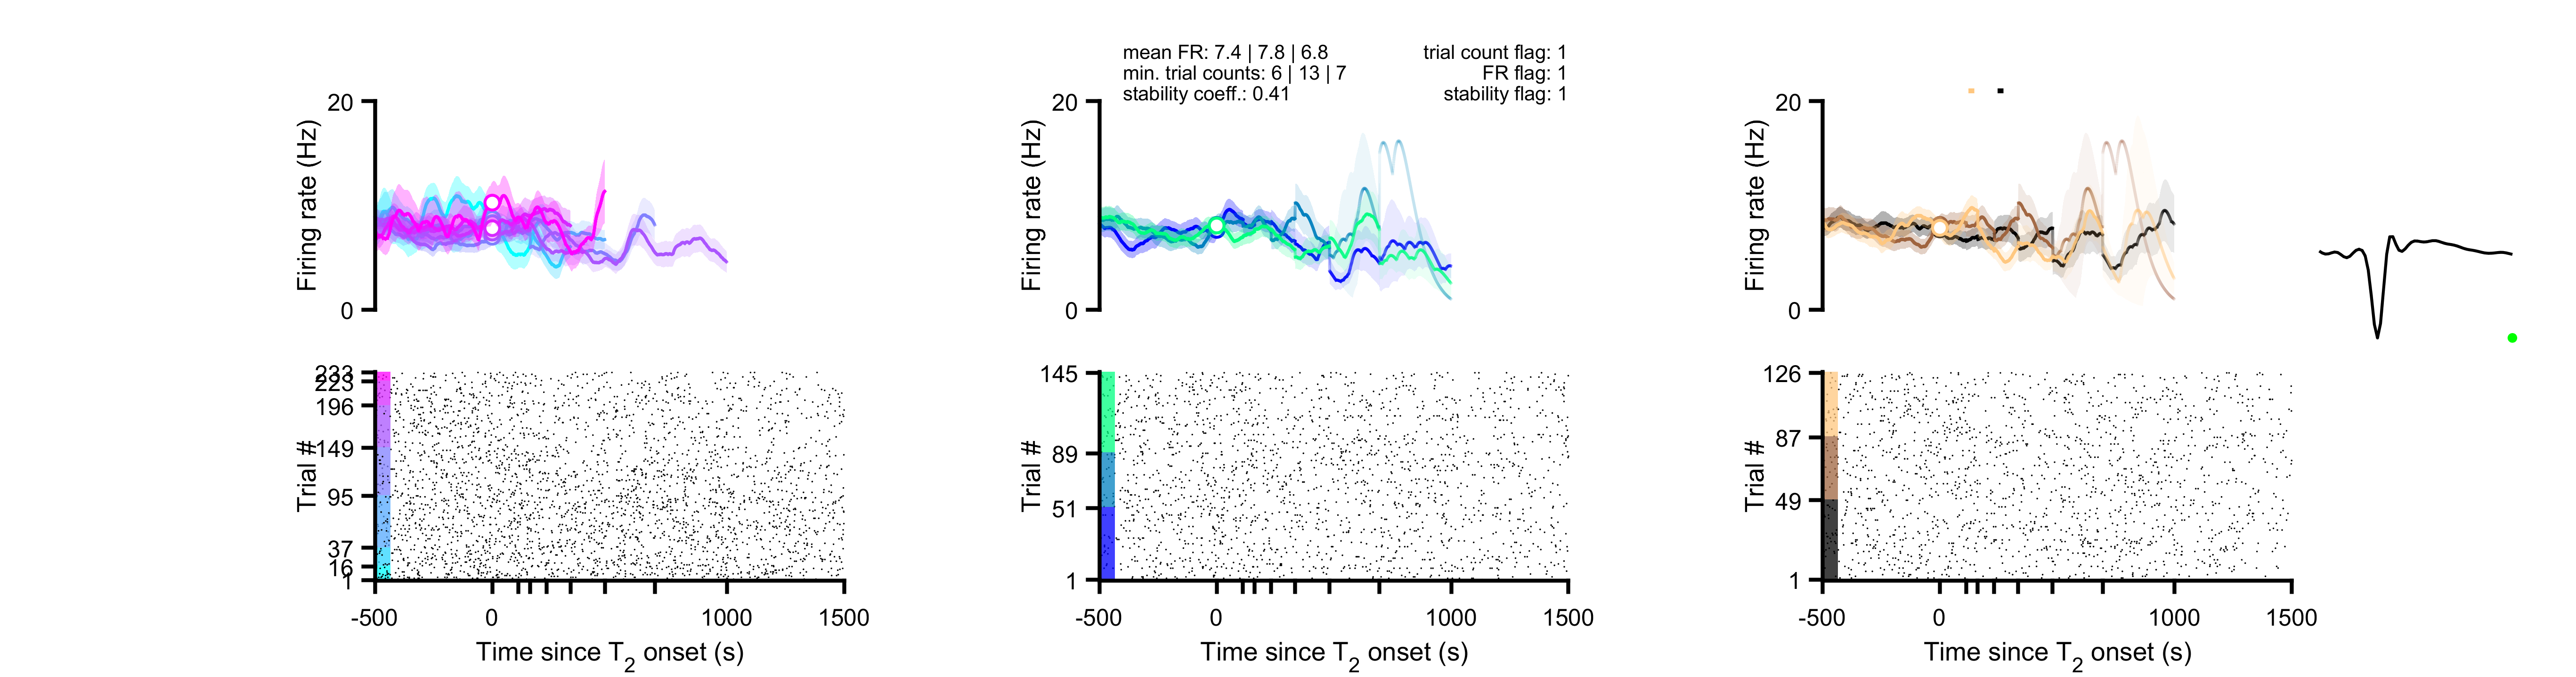 mean FR: 7.4 | 7.8 | 6.8
min. trial counts: 6 | 13 | 7
stability coeff.: 0.41
trial count flag: 1
FR flag: 1
stability flag: 1
20
Firing rate (Hz)
0
20
Firing rate (Hz)
0
20
Firing rate (Hz)
0
233
223
196
149
95
37
16
1
Trial #
-500
0
1000
1500
Time since T2 onset (s)
145
89
51
1
Trial #
-500
0
1000
1500
Time since T2 onset (s)
126
87
49
1
Trial #
-500
0
1000
1500
Time since T2 onset (s)